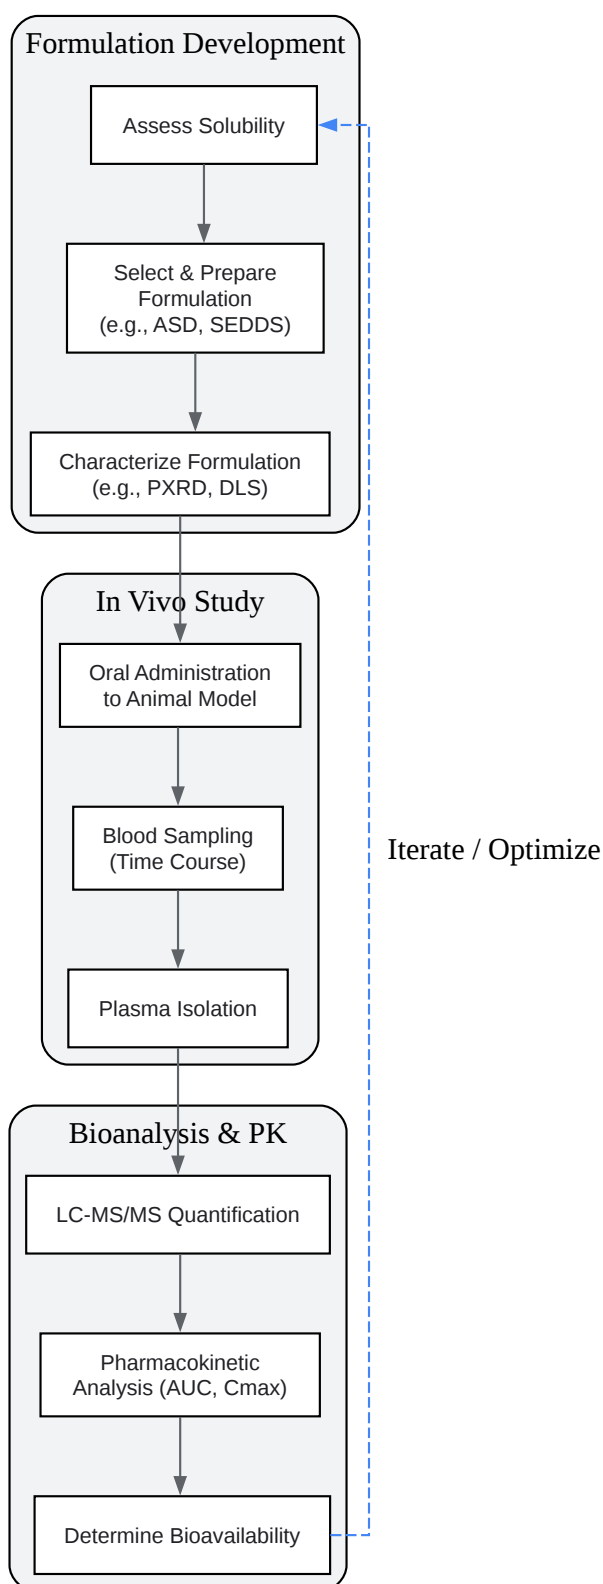 Formulation Development
Assess Solubility
Select & Prepare
Formulation
(e.g., ASD, SEDDS)
Characterize Formulation
(e.g., PXRD, DLS)
In Vivo Study
Oral Administration
to Animal Model
Blood Sampling
(Time Course)
Iterate / Optimize
Plasma Isolation
Bioanalysis & PK
LC-MS/MS Quantification
Pharmacokinetic
Analysis (AUC, Cmax)
Determine Bioavailability